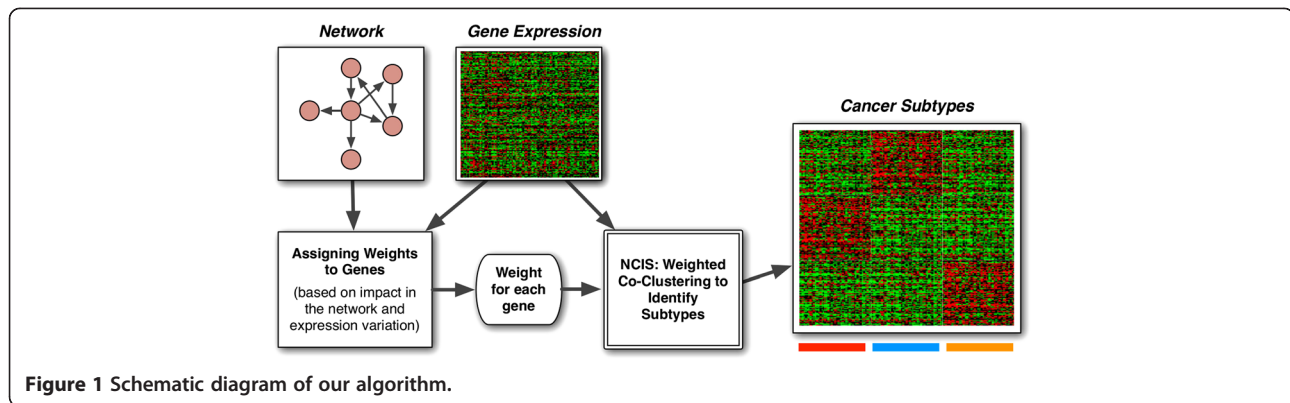 Network
Gene Expression
Cancer Subtypes
Assigning Weights
to Genes
(based on impact in
the network and
expression variation)
Weight
for each
gene
NCIS: Weighted
Co-Clustering to
Identify
Subtypes
Figure 1 Schematic diagram of our algorithm.